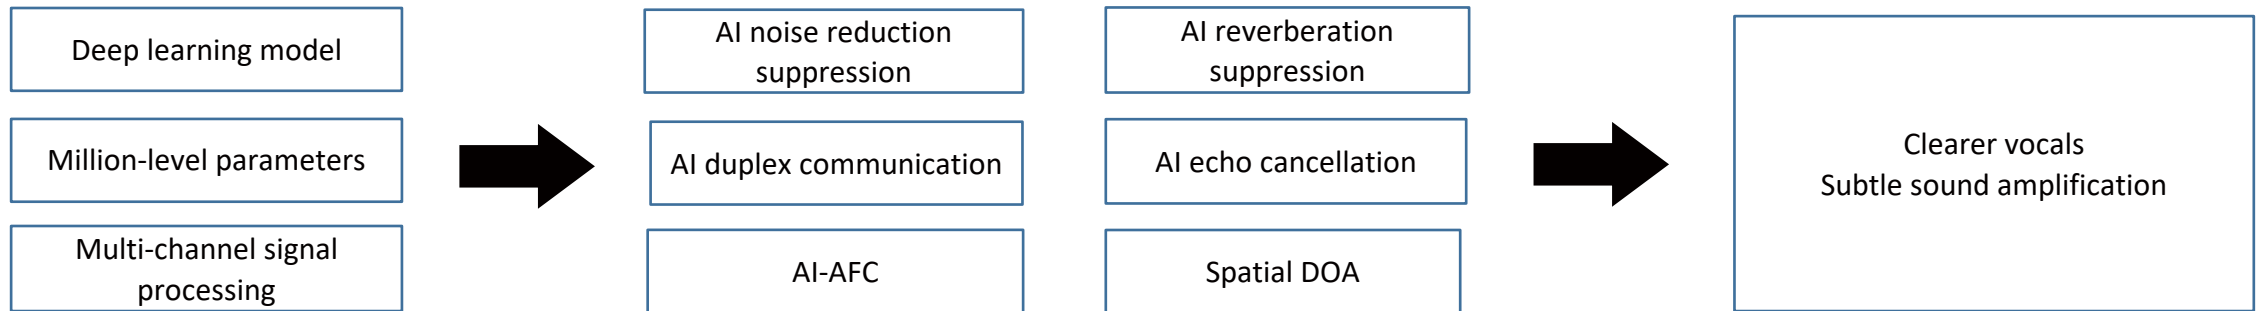 Deep learning model
Million-level parameters
Multi-channel signal
processing
AI noise reduction
suppression
AI duplex communication
AI-AFC
AI reverberation
suppression
AI echo cancellation
Spatial DOA
Clearer vocals
Subtle sound amplification